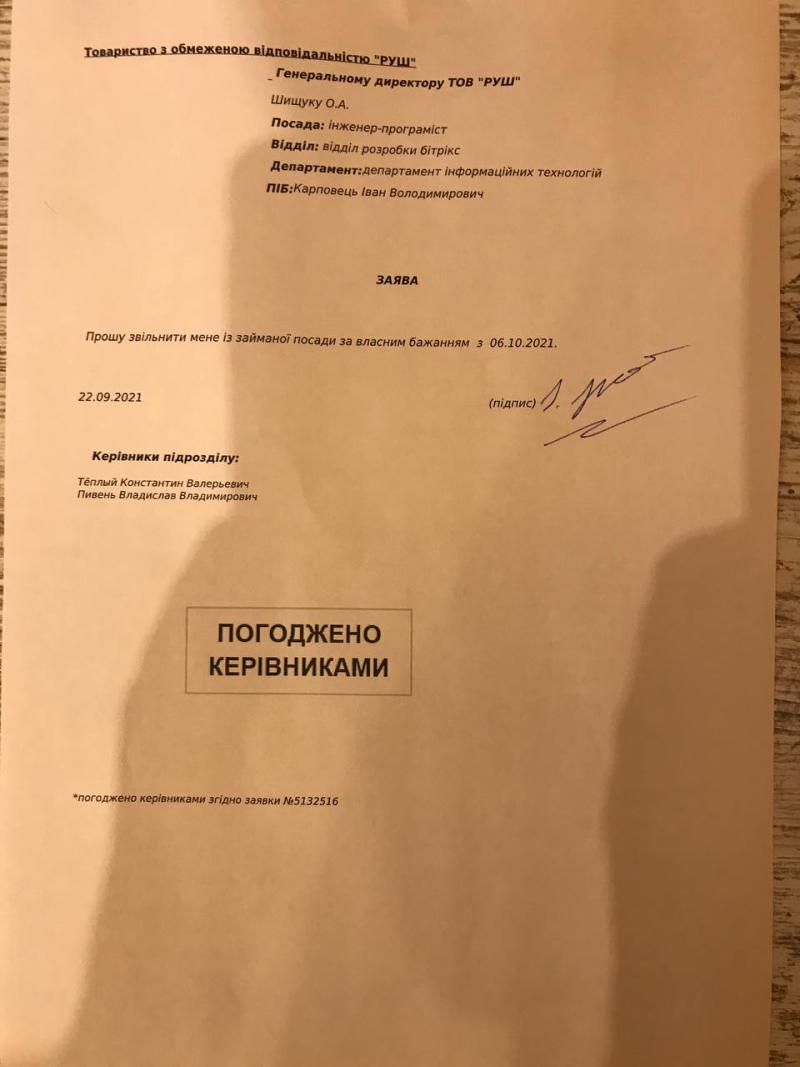 Товариство з обмеженою відповідальністю "РУШ"
_ Генеральному директору ТОВ "РУШ"
Шищуку О.А.
Посада: інженер-програміст
Відділ: відділ розробки бітрікс
Департамент:департамент інформаційних технологій
ПІБ:Карповець Іван Володимирович
ЗАЯВА
Прошу звільнити мене із займаної посади за власним бажанням з 06.10.2021.
22.09.2021
(підпис)
Керівники підрозділу:
Тёплый Константин Валерьевич
Пивень Владислав Владимирович
ПОГОДЖЕНО
КЕРІВНИКАМИ
*погоджено керівниками згідно заявки №5132516